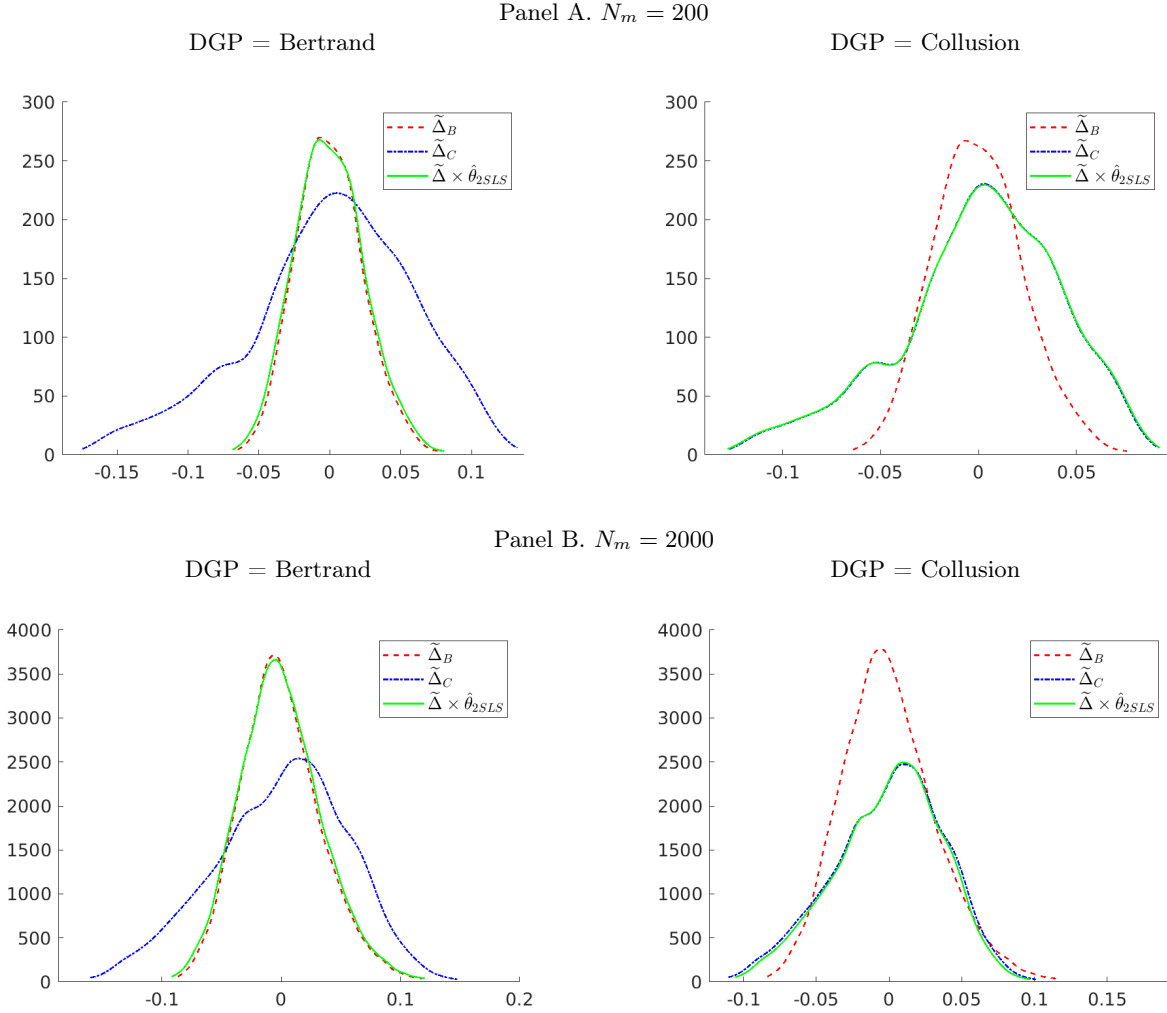 Panel A. N_m = 200
DGP = Bertrand
DGP = Collusion
300
250
200
150
100
50
0
-0.15 -0.1 -0.05 0 0.05 0.1
Δ̃_B
Δ̃_C
Δ̃ × θ̂_2SLS
300
250
200
150
100
50
0
-0.1 -0.05 0 0.05
Δ̃_B
Δ̃_C
Δ̃ × θ̂_2SLS
Panel B. N_m = 2000
DGP = Bertrand
DGP = Collusion
4000
3500
3000
2500
2000
1500
1000
500
0
-0.1 0 0.1 0.2
Δ̃_B
Δ̃_C
Δ̃ × θ̂_2SLS
4000
3500
3000
2500
2000
1500
1000
500
0
-0.1 -0.05 0 0.05 0.1 0.15
Δ̃_B
Δ̃_C
Δ̃ × θ̂_2SLS